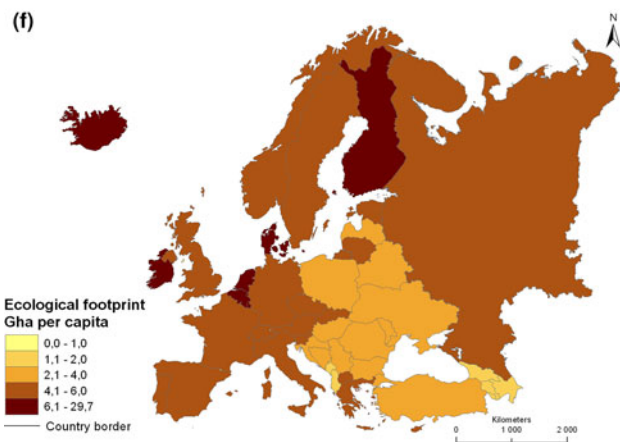 (f)
N
Ecological footprint
Gha per capita
0,0 - 1,0
1,1 - 2,0
2,1 - 4,0
4,1 - 6,0
6,1 - 29,7
Country border
Kilometers
0 1 000 2 000